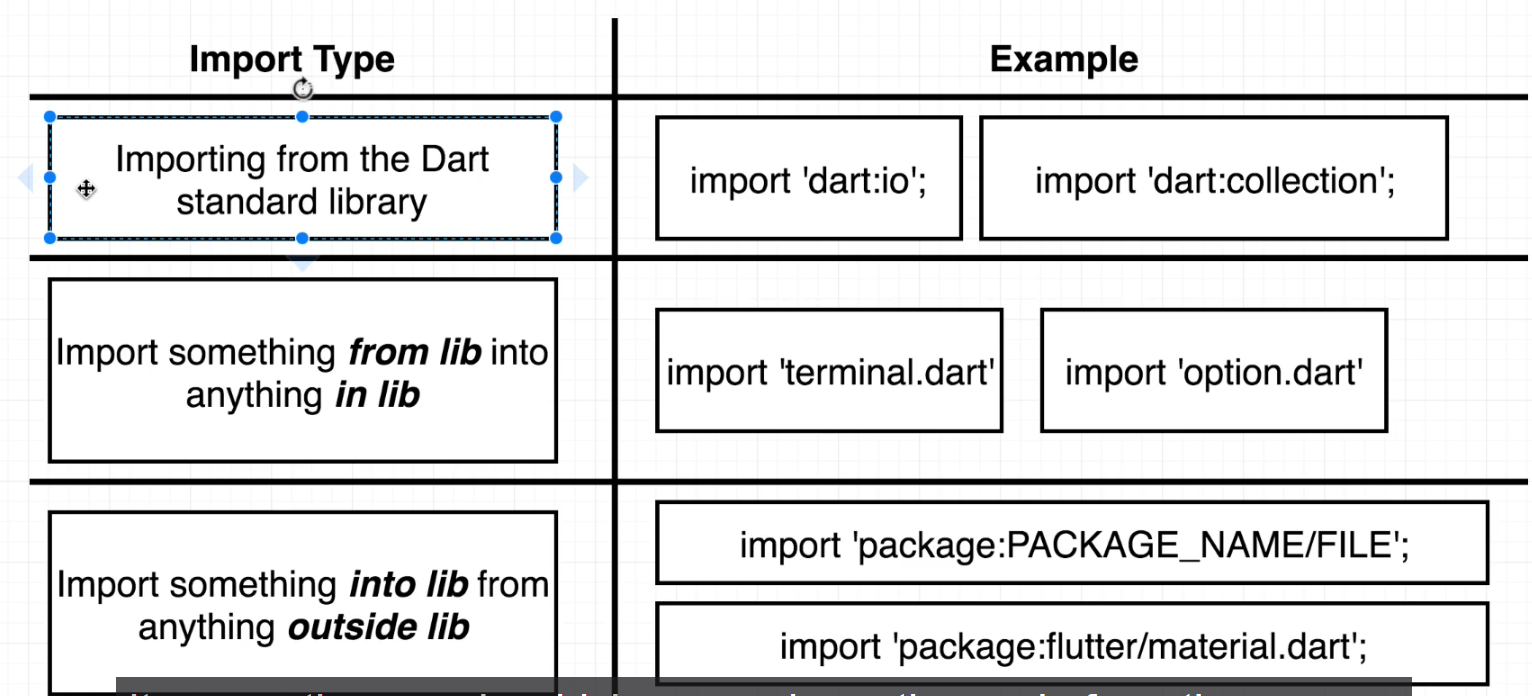 Import Type
Example
Importing from the Dart
standard library
import 'dart:io';
import 'dart:collection';
Import something from lib into
anything in lib
import 'terminal.dart'
import 'option.dart'
Import something into lib from
anything outside lib
import 'package:PACKAGE_NAME/FILE';
import 'package:flutter/material.dart';